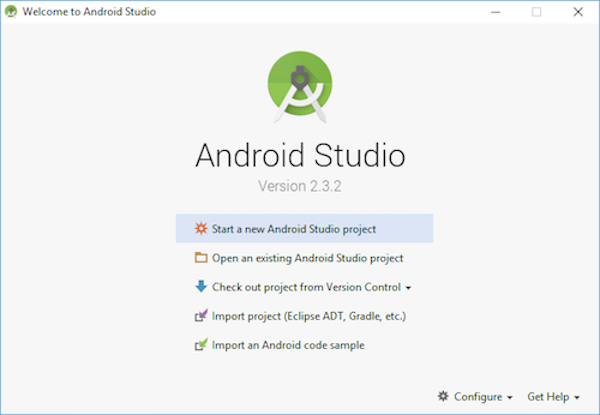 Welcome to Android Studio
Android Studio
Version 2.3.2
Start a new Android Studio project
Open an existing Android Studio project
Check out project from Version Control
Import project (Eclipse ADT, Gradle, etc.)
Import an Android code sample
Configure Get Help